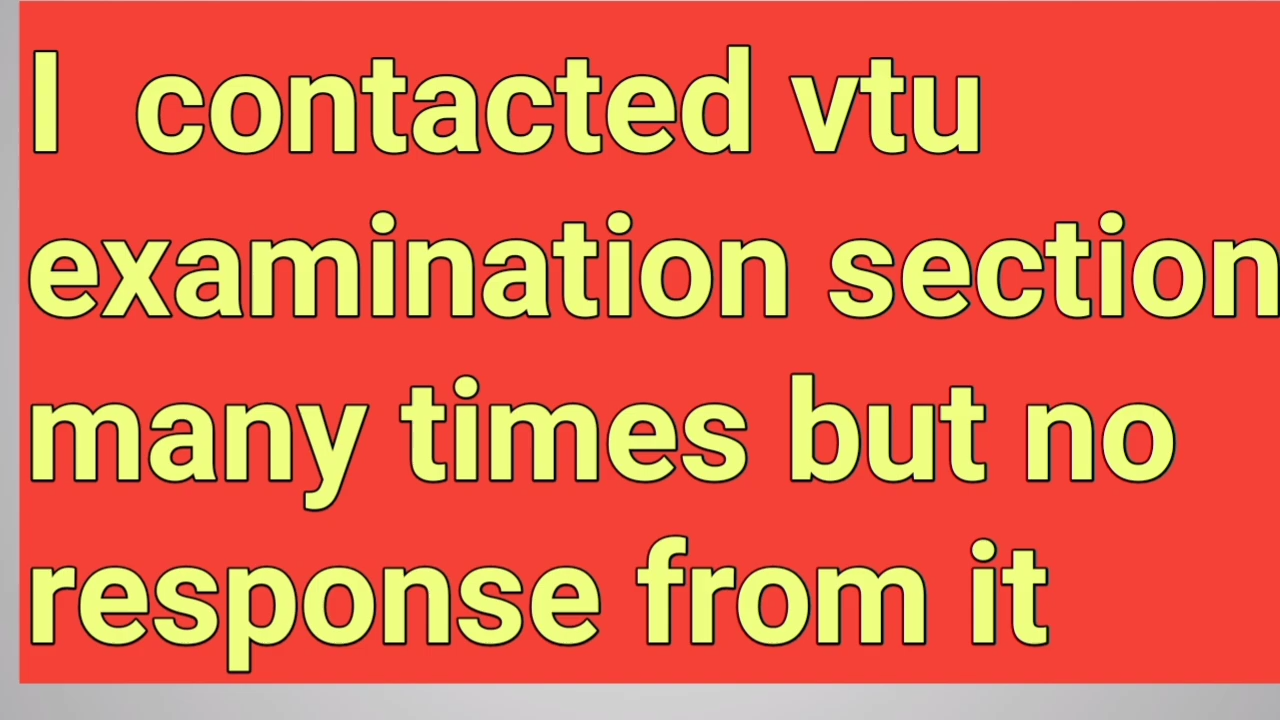 I contacted vtu
examination section
many times but no
response from it